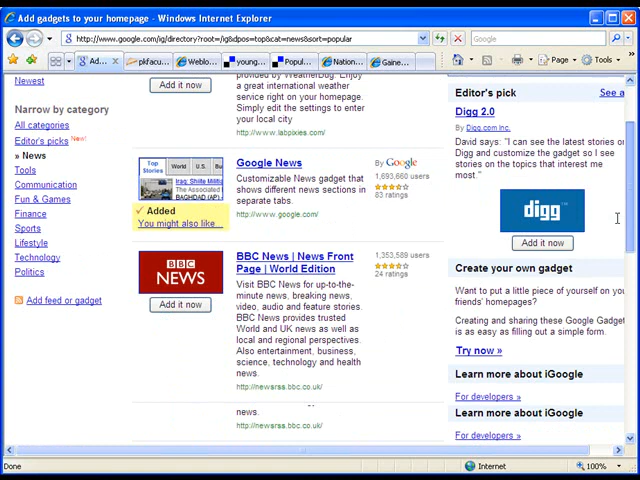 Add gadgets to your homepage - Windows Internet Explorer
http://www.google.com/ig/directory?root=/ig&dpos=top&cat=news&sort=popular
Google
Ad...
pkfacu...
Weblo...
young...
Popul...
Nation...
Gaine...
Page
Tools
Newest
Narrow by category
All categories
Editor's picks New!
» News
Tools
Communication
Fun & Games
Finance
Sports
Lifestyle
Technology
Politics
Add feed or gadget
Add it now
provided by WeatherBug. Enjoy
a great international weather
service right on your homepage.
Simply edit the settings to enter
your local city
http://www.labpixies.com/
Top Stories
World
U.S.
Bus
Iraq: Shiite Militia
The Associated
BAGHDAD (AP)
Added
You might also like...
Google News
Customizable News gadget that
shows different news sections in
separate tabs.
http://www.google.com/
By Google
1,693,660 users
83 ratings
BBC
NEWS
Add it now
BBC News | News Front
Page | World Edition
Visit BBC News for up-to-the-
minute news, breaking news,
video, audio and feature stories.
BBC News provides trusted
World and UK news as well as
local and regional perspectives.
Also entertainment, business,
science, technology and health
news.
http://newsrss.bbc.co.uk/
news.
http://newsrss.bbc.co.uk/
1,353,589 users
24 ratings
Editor's pick
See a
Digg 2.0
By Digg.com Inc.
David says: "I can see the latest stories on
Digg and customize the gadget so I see
stories on the topics that interest me
most."
digg
Add it now
Create your own gadget
Want to put a little piece of yourself on you
friends' homepages?
Creating and sharing these Google Gadget
is as easy as filling out a simple form.
Try now »
Learn more about iGoogle
For developers »
Learn more about iGoogle
For developers »
Done
Internet
100%